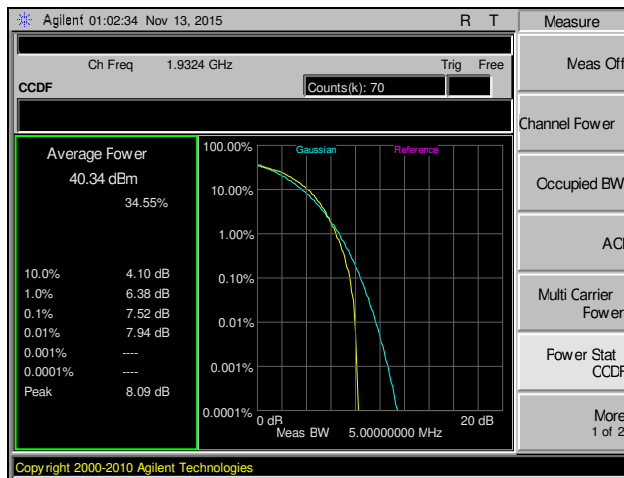 Agilent 01:02:34 Nov 13, 2015 R T
Measure
Ch Freq 1.9324 GHz Trig Free
CCDF
Counts(k): 70
Meas Off
Channel Fower
Occupied BW
Multi Carrier
Fower
Fower Stat
CCDF
More
1 of 2
Average Fower
40.34 dBm
34.55%
10.0% 4.10 dB
1.0% 6.38 dB
0.1% 7.52 dB
0.01% 7.94 dB
0.001% ----
0.0001% ----
Peak 8.09 dB
Gaussian Reference
100.00%
10.00%
1.00%
0.10%
0.01%
0.001%
0.0001%
0 dB 20 dB
Meas BW 5.00000000 MHz
Copyright 2000-2010 Agilent Technologies